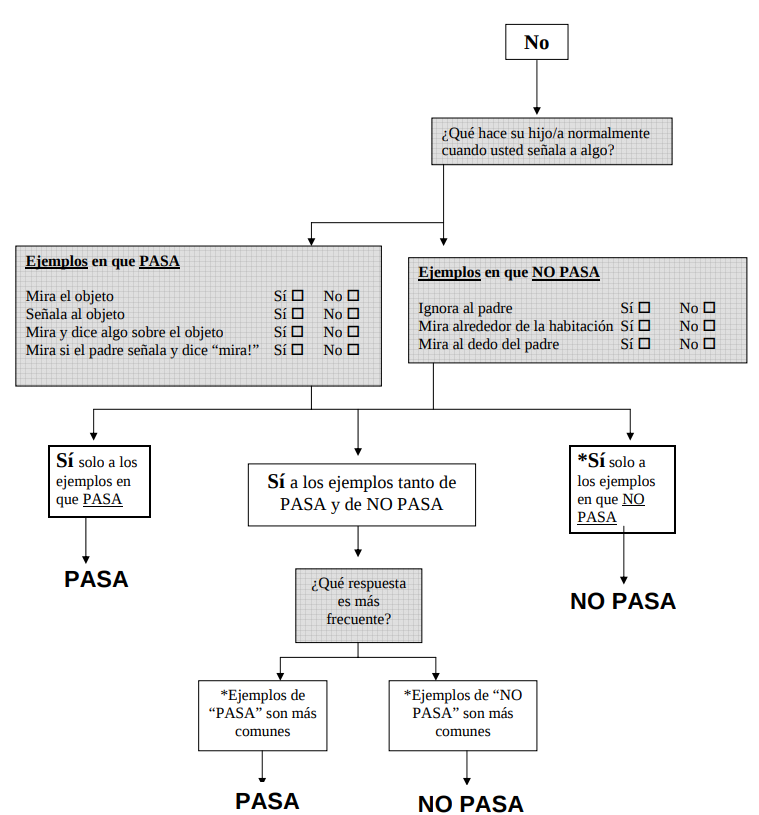 No
¿Qué hace su hijo/a normalmente
cuando usted señala a algo?
Ejemplos en que PASA
Mira el objeto Sí ☐ No ☐
Señala al objeto Sí ☐ No ☐
Mira y dice algo sobre el objeto Sí ☐ No ☐
Mira si el padre señala y dice “mira!” Sí ☐ No ☐
Ejemplos en que NO PASA
Ignora al padre Sí ☐ No ☐
Mira alrededor de la habitación Sí ☐ No ☐
Mira al dedo del padre Sí ☐ No ☐
Sí solo a los
ejemplos en
que PASA
PASA
Sí a los ejemplos tanto de
PASA y de NO PASA
*Sí solo a
los ejemplos
en que NO
PASA
NO PASA
¿Qué respuesta
es más
frecuente?
*Ejemplos de
“PASA” son más
comunes
PASA
*Ejemplos de “NO
PASA” son más
comunes
NO PASA